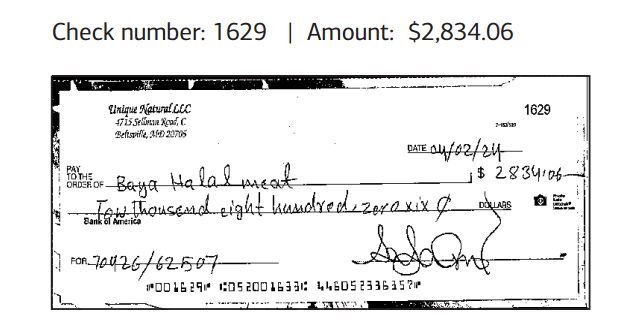 Check number: 1629 | Amount: $2,834.06
Unique Natural LLC
4715 Sellman Road, C
Beltsville, MD 20705
1629
DATE 04/02/24
PAY TO THE ORDER OF Baya Halal meat $ 2834.06
Tow Thousend eight hundred, zero xix ¢ DOLLARS
Bank of America
FOR 70426/62507
⑈001629⑈ ⑆052001633⑆ 446052336357⑈